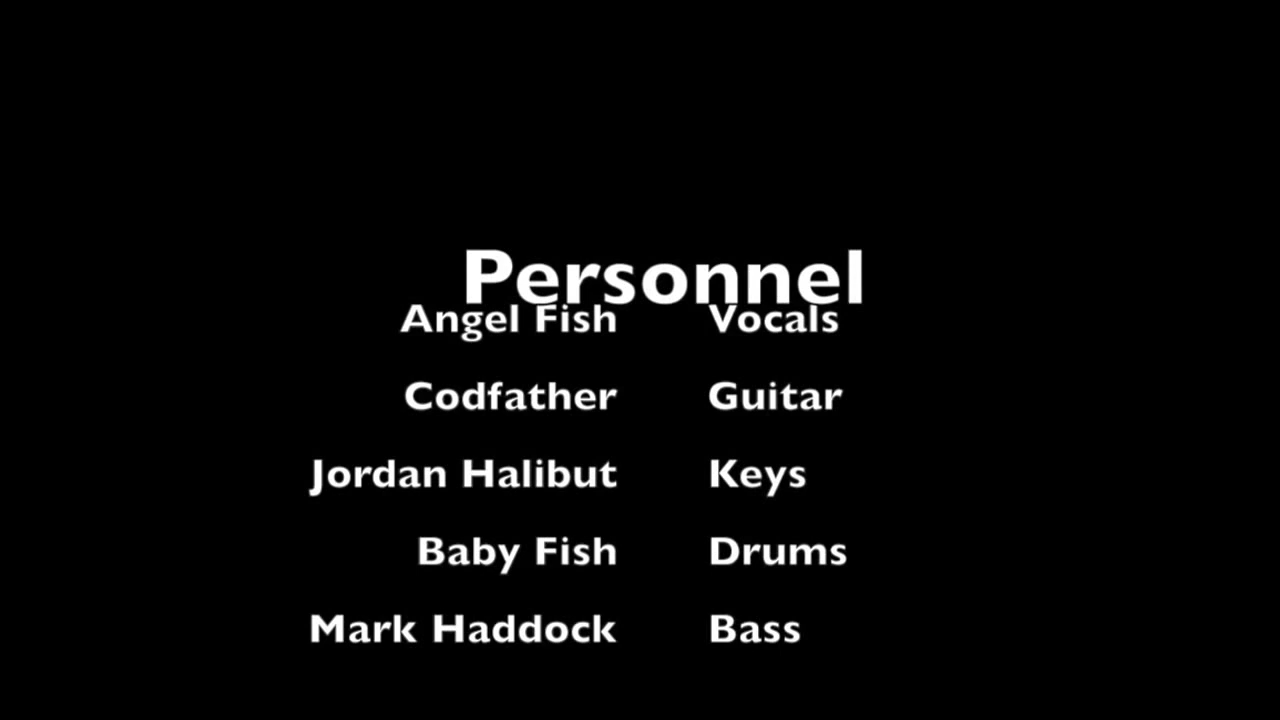 Personnel
Angel Fish Vocals
Codfather Guitar
Jordan Halibut Keys
Baby Fish Drums
Mark Haddock Bass